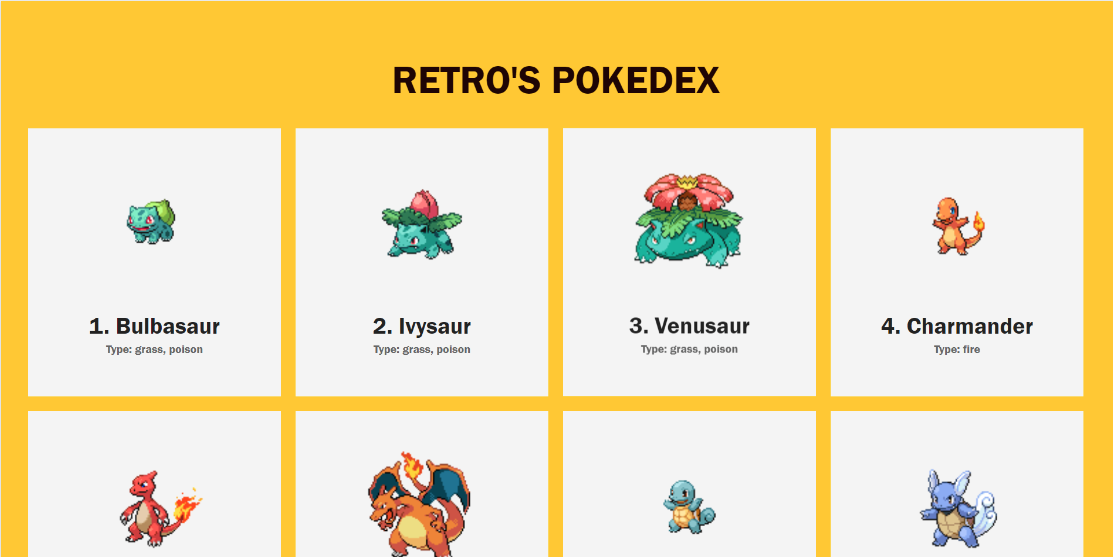 RETRO'S POKEDEX
1. Bulbasaur
Type: grass, poison
2. Ivysaur
Type: grass, poison
3. Venusaur
Type: grass, poison
4. Charmander
Type: fire